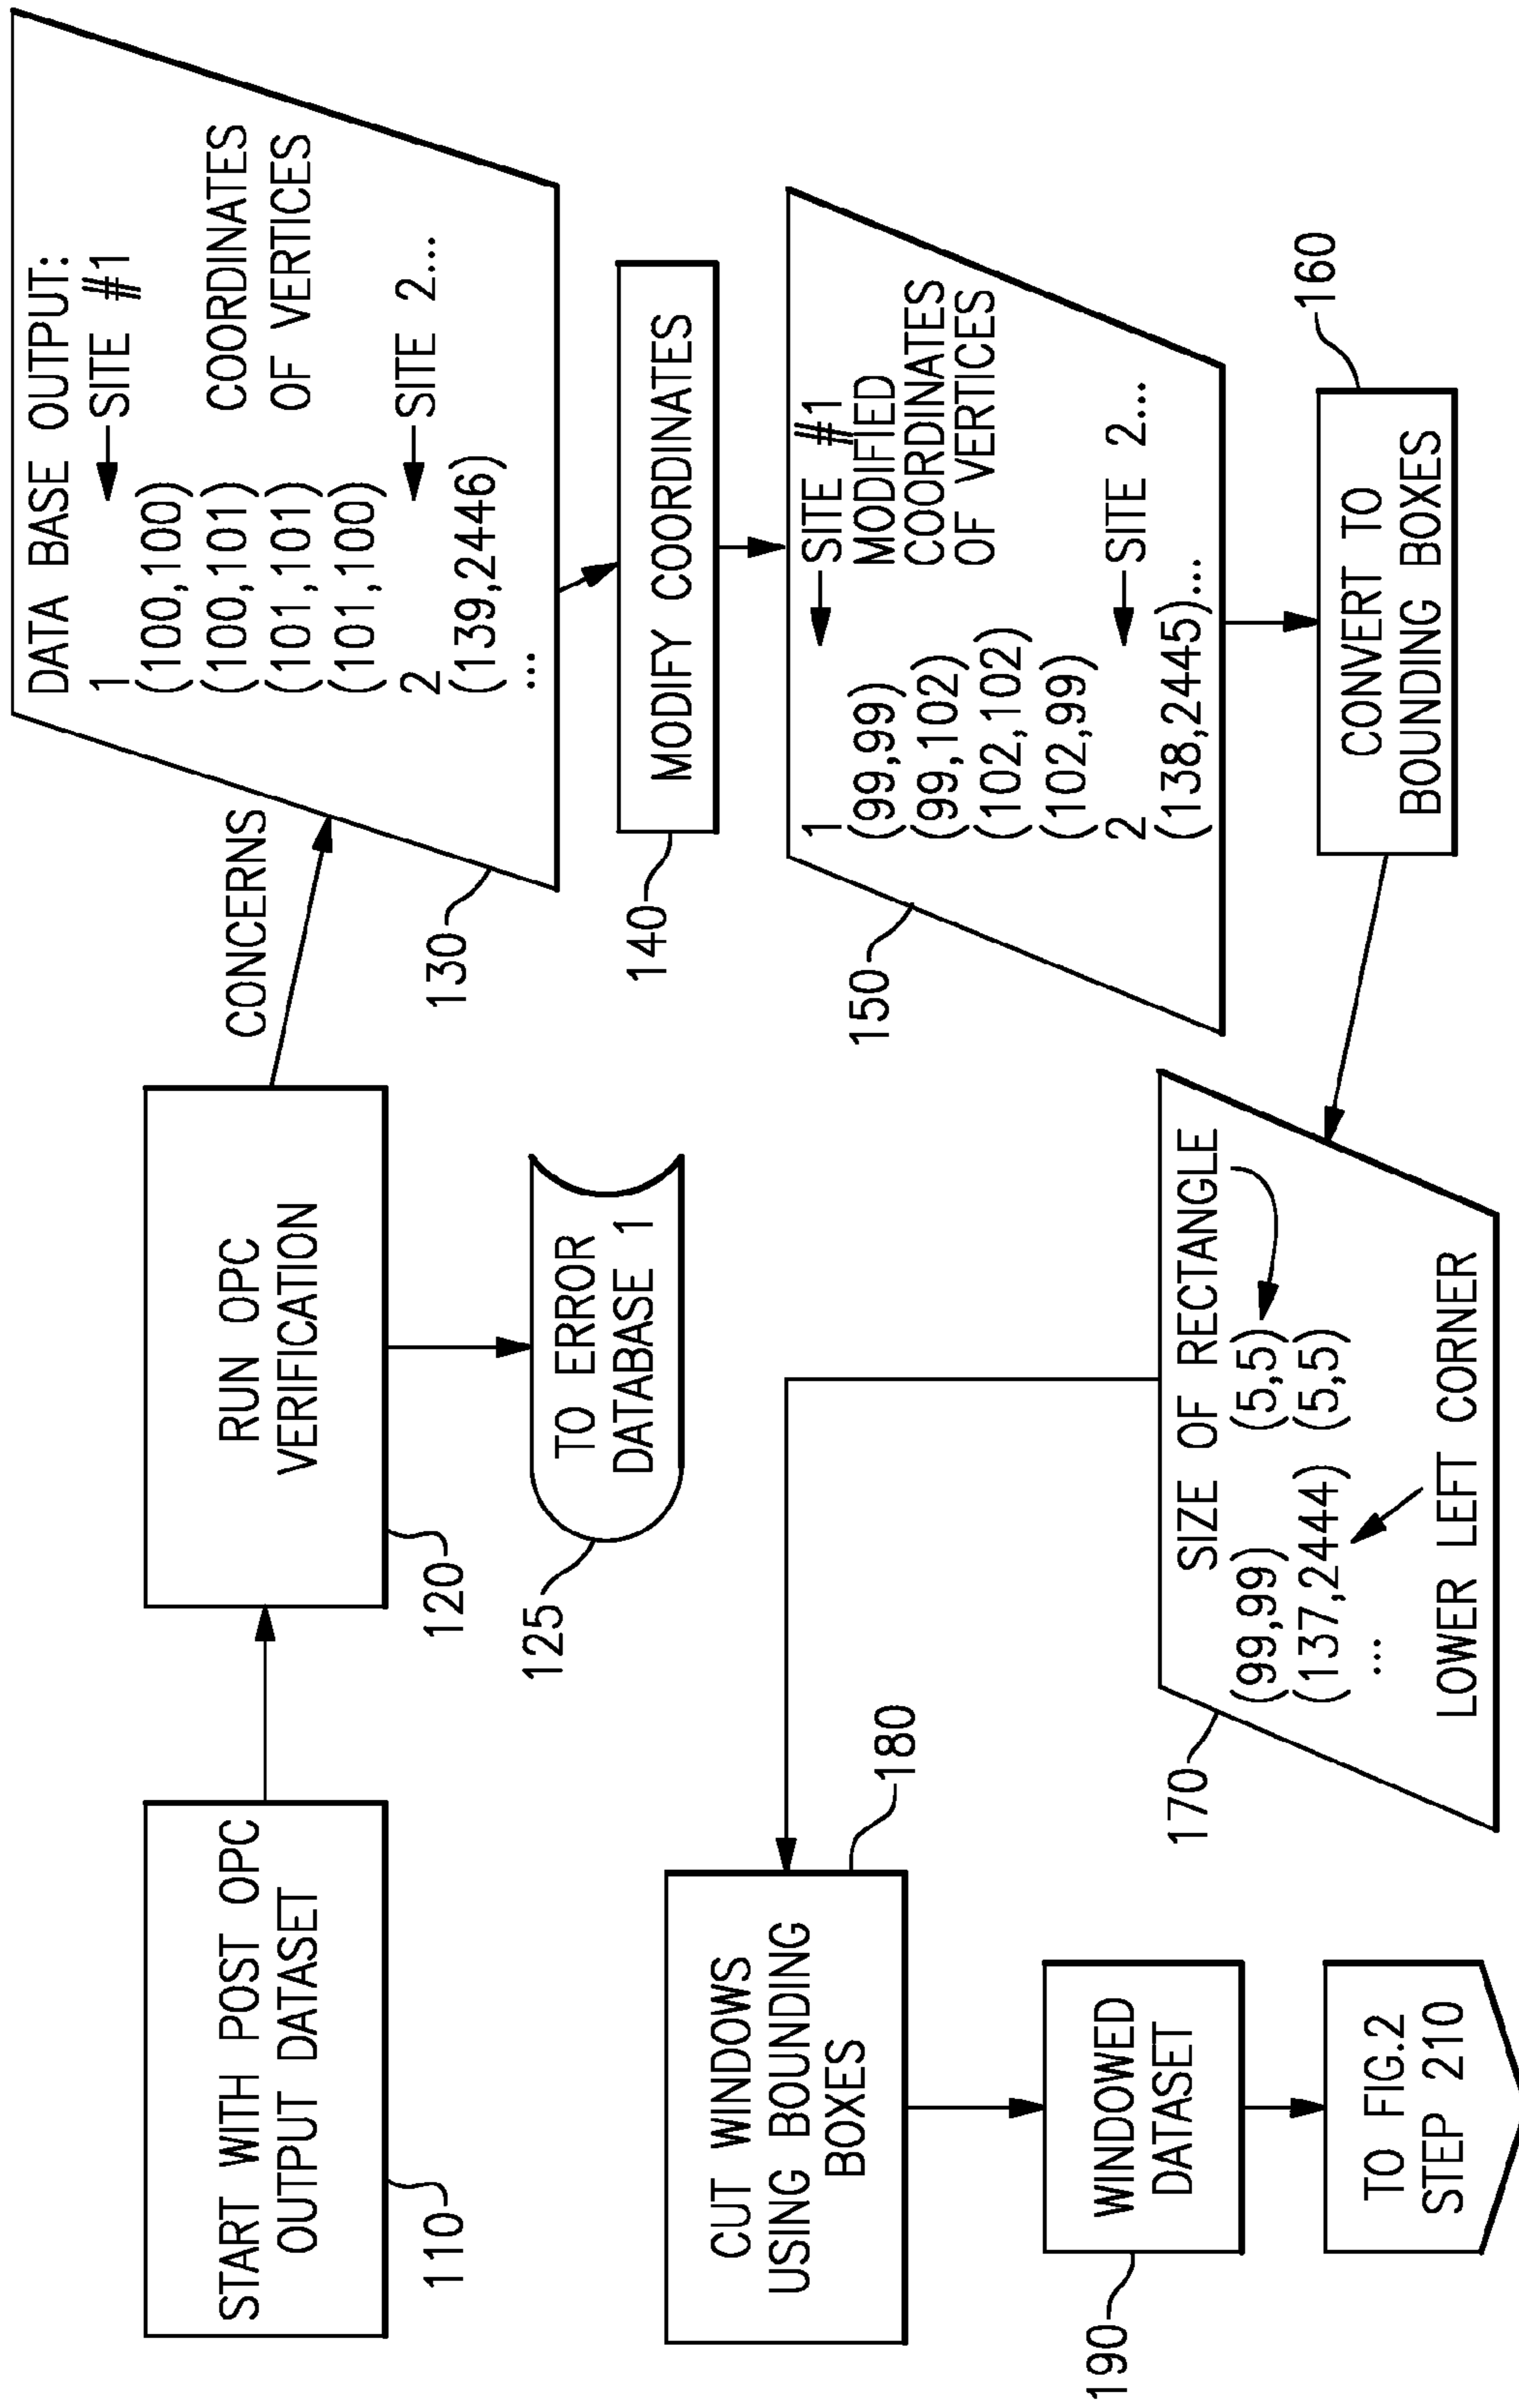 START WITH POST OPC
OUTPUT DATASET
110
RUN OPC
VERIFICATION
120
TO ERROR
DATABASE 1
125
CONCERNS
DATA BASE OUTPUT:
1 SITE #1
(100,100)
(100,101) COORDINATES
(101,101) OF VERTICES
(101,100)
2 SITE 2...
(139,2446)
...
130
MODIFY COORDINATES
140
1 SITE #1
(99,99) MODIFIED
(99,102) COORDINATES
(102,102) OF VERTICES
(102,99)
2 SITE 2...
(138,2445)...
150
CONVERT TO
BOUNDING BOXES
160
SIZE OF RECTANGLE
(99,99) (5,5)
(137,2444) (5,5)
...
LOWER LEFT CORNER
170
CUT WINDOWS
USING BOUNDING
BOXES
180
WINDOWED
DATASET
190
TO FIG.2
STEP 210